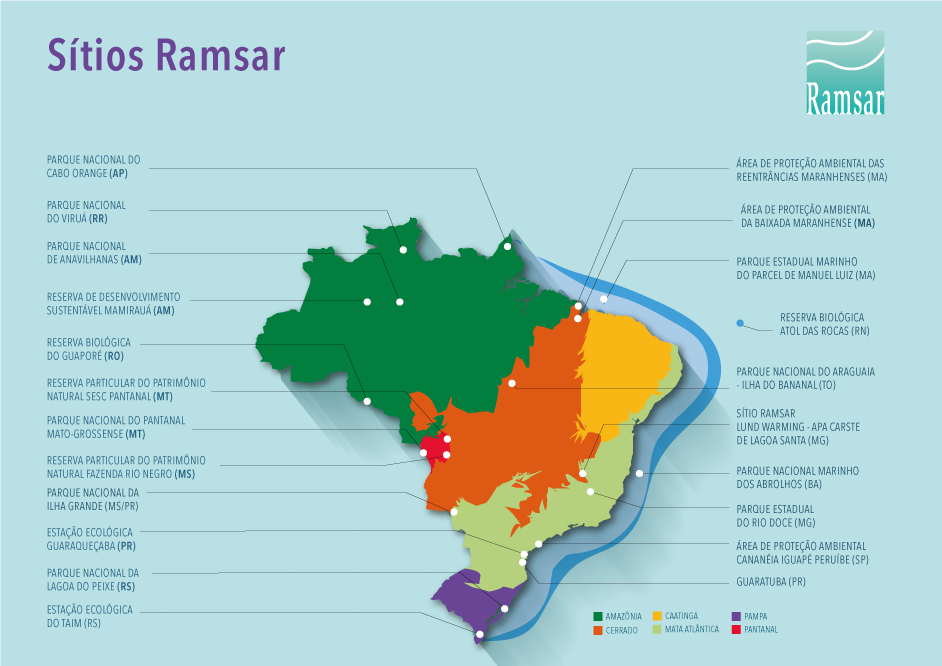 Sítios Ramsar
Ramsar
PARQUE NACIONAL DO
CABO ORANGE (AP)
PARQUE NACIONAL
DO VIRUÁ (RR)
PARQUE NACIONAL
DE ANAVILHANAS (AM)
RESERVA DE DESENVOLVIMENTO
SUSTENTÁVEL MAMIRAUÁ (AM)
RESERVA BIOLÓGICA
DO GUAPORÉ (RO)
RESERVA PARTICULAR DO PATRIMÔNIO
NATURAL SESC PANTANAL (MT)
PARQUE NACIONAL DO PANTANAL
MATO-GROSSENSE (MT)
RESERVA PARTICULAR DO PATRIMÔNIO
NATURAL FAZENDA RIO NEGRO (MS)
PARQUE NACIONAL DA
ILHA GRANDE (MS/PR)
ESTAÇÃO ECOLÓGICA
GUARAQUEÇABA (PR)
PARQUE NACIONAL DA
LAGOA DO PEIXE (RS)
ESTAÇÃO ECOLÓGICA
DO TAIM (RS)
ÁREA DE PROTEÇÃO AMBIENTAL DAS
REENTRÂNCIAS MARANHENSES (MA)
ÁREA DE PROTEÇÃO AMBIENTAL
DA BAIXADA MARANHENSE (MA)
PARQUE ESTADUAL MARINHO
DO PARCEL DE MANUEL LUIZ (MA)
RESERVA BIOLÓGICA
ATOL DAS ROCAS (RN)
PARQUE NACIONAL DO ARAGUAIA
- ILHA DO BANANAL (TO)
SÍTIO RAMSAR
LUND WARMING - APA CARSTE
DE LAGOA SANTA (MG)
PARQUE NACIONAL MARINHO
DOS ABROLHOS (BA)
PARQUE ESTADUAL
DO RIO DOCE (MG)
ÁREA DE PROTEÇÃO AMBIENTAL
CANANÉIA IGUAPÉ PERUÍBE (SP)
GUARATUBA (PR)
AMAZÔNIA
CAATINGA
PAMPA
CERRADO
MATA ATLÂNTICA
PANTANAL